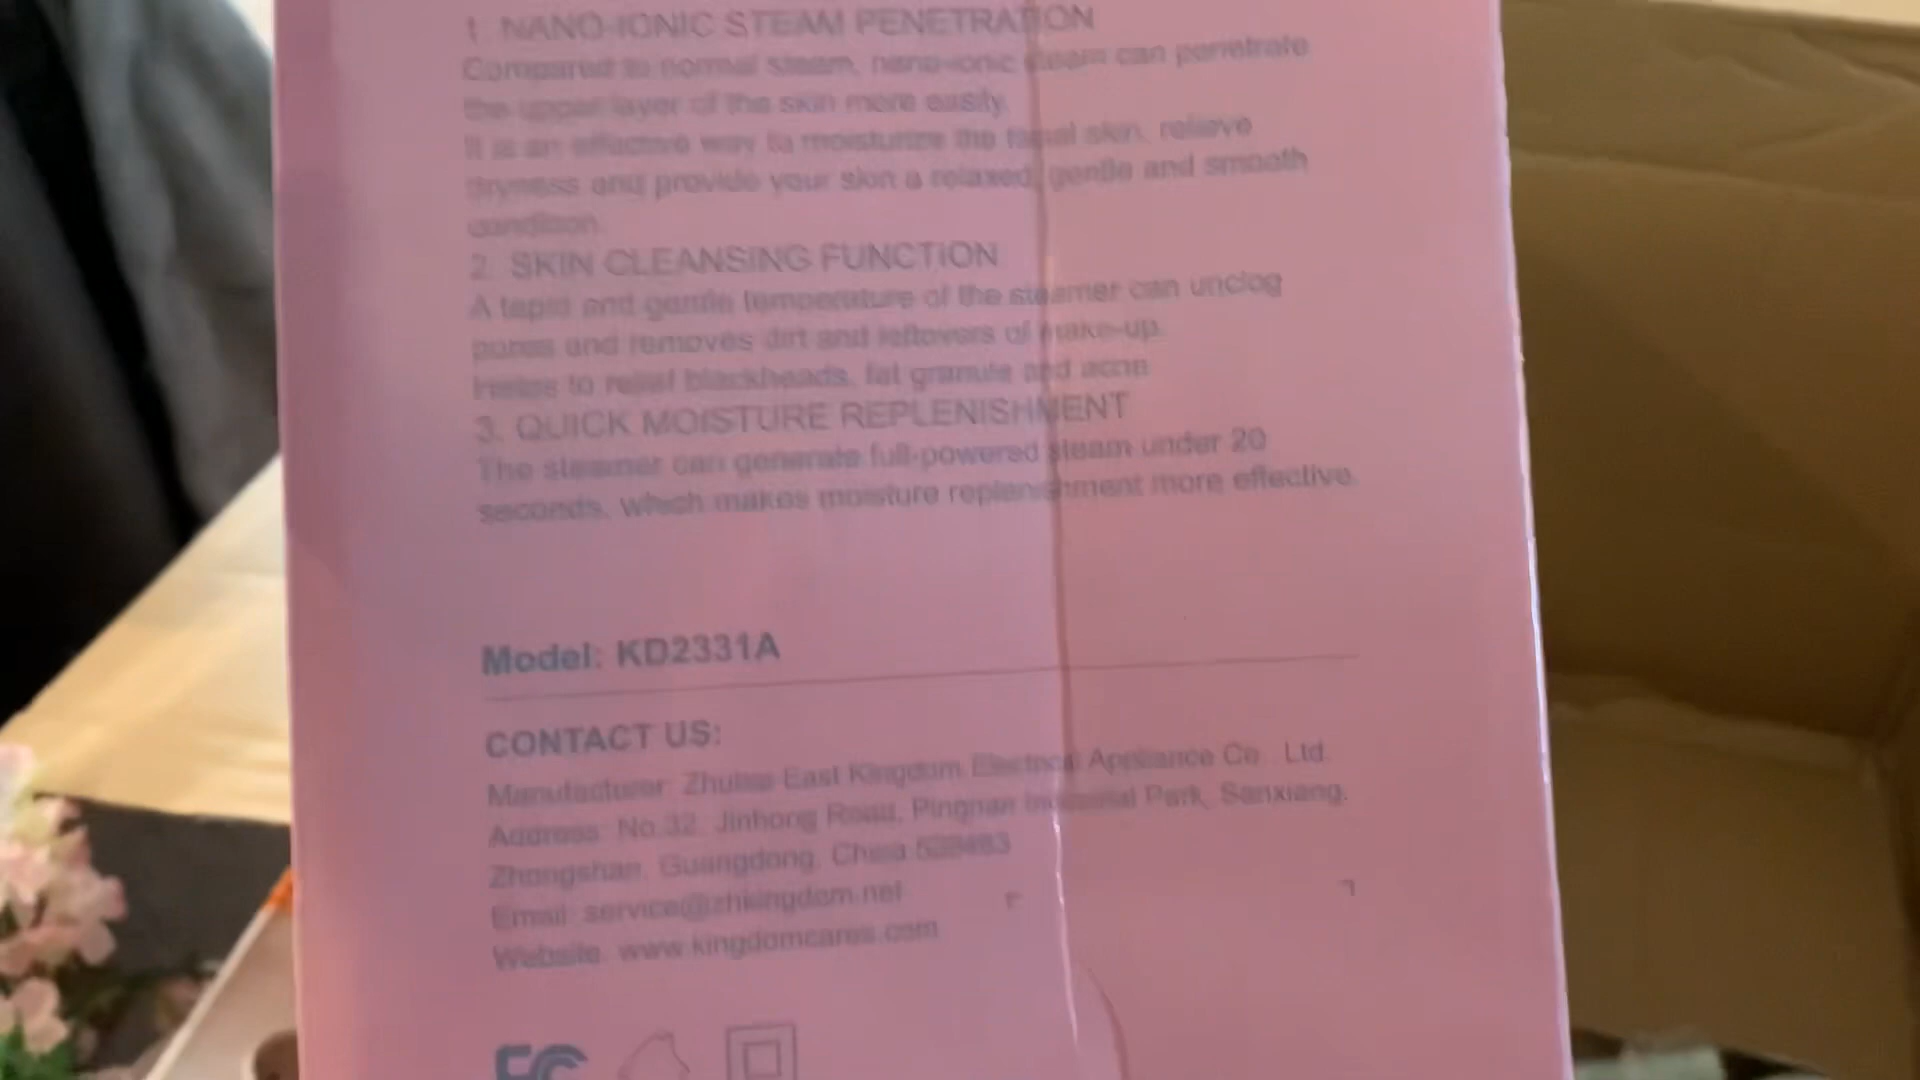 1. NANO-IONIC STEAM PENETRATION
Compared to normal steam, nano-ionic steam can penetrate
the upper layer of the skin more easily.
It is an effective way to moisturize the facial skin, relieve
dryness and provide your skin a relaxed, gentle and smooth
condition.
2. SKIN CLEANSING FUNCTION
A tepid and gentle temperature of the steamer can unclog
pores and removes dirt and leftovers of make-up.
Helps to relief blackheads, fat granule and acne.
3. QUICK MOISTURE REPLENISHMENT
The steamer can generate full-powered steam under 20
seconds, which makes moisture replenishment more effective.
Model: KD2331A
CONTACT US:
Manufacturer: Zhuhai East Kingdom Electrical Appliance Co., Ltd.
Address: No.32, Jinhong Road, Pingnan Industrial Park, Sanxiang,
Zhongshan, Guangdong, China
Email: service@zhkingdom.net
Website: www.kingdomcares.com
FC